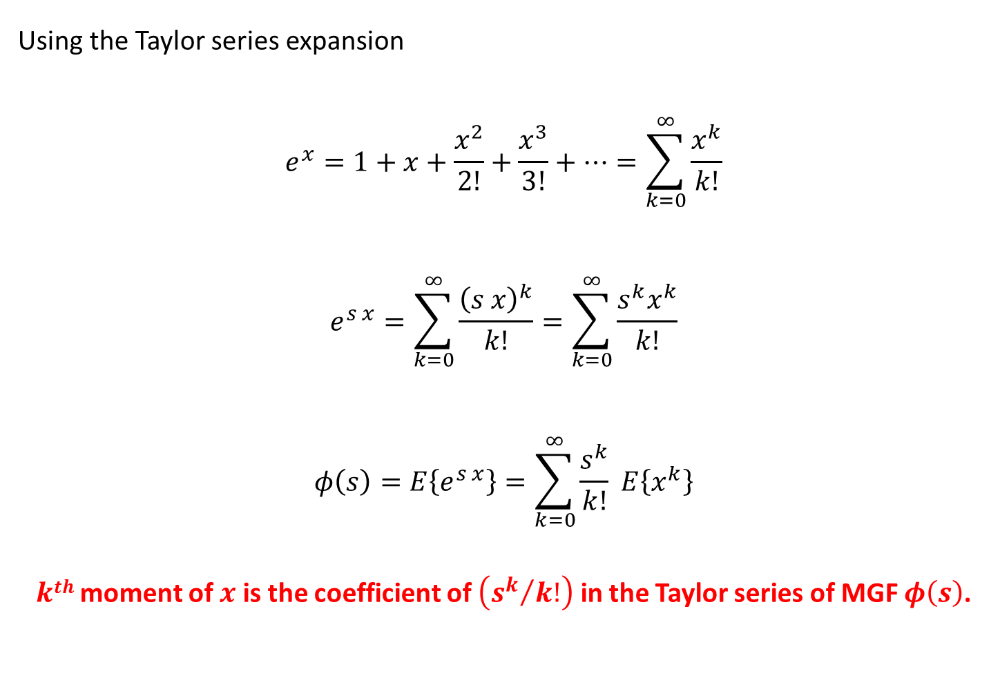 Using the Taylor series expansion
$e^x = 1 + x + \frac{x^2}{2!} + \frac{x^3}{3!} + \cdots = \sum_{k=0}^{\infty} \frac{x^k}{k!}$
$e^{s\,x} = \sum_{k=0}^{\infty} \frac{(s\,x)^k}{k!} = \sum_{k=0}^{\infty} \frac{s^k x^k}{k!}$
$\phi(s) = E\{e^{s\,x}\} = \sum_{k=0}^{\infty} \frac{s^k}{k!} \, E\{x^k\}$
$k^{th}$ moment of $x$ is the coefficient of $(s^k/k!)$ in the Taylor series of MGF $\phi(s)$.